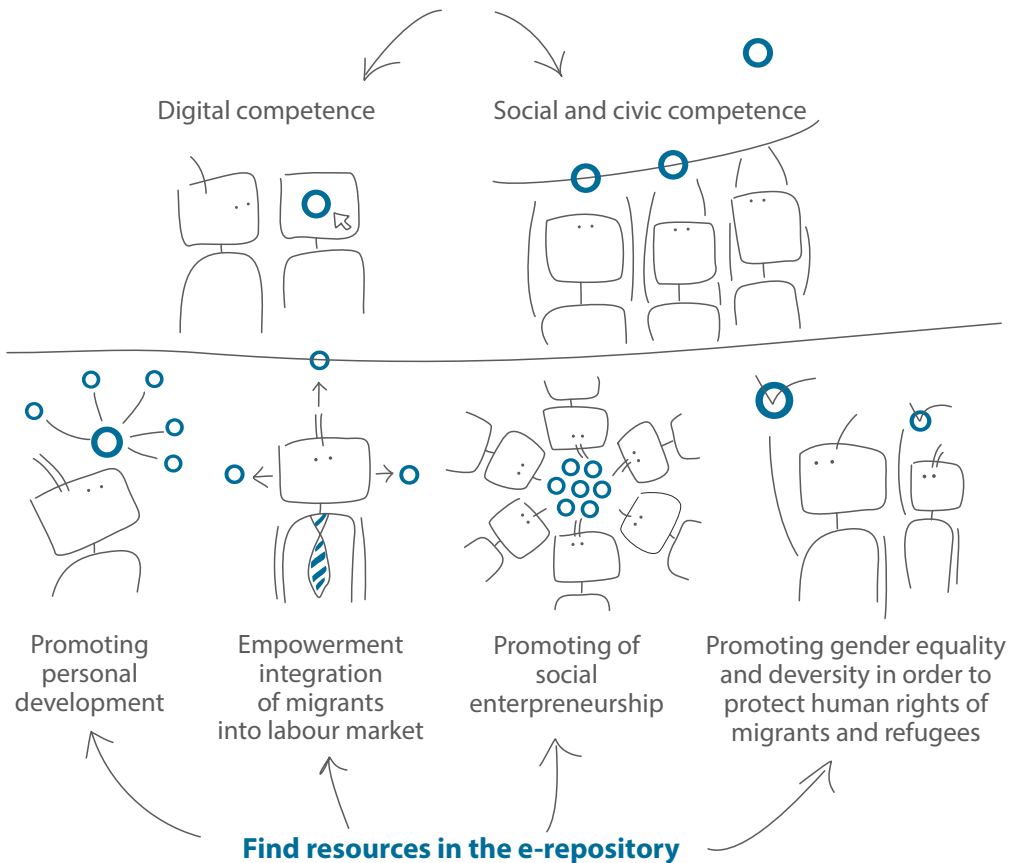 Digital competence
Social and civic competence
Promoting
personal
development
Empowerment
integration
of migrants
into labour market
Promoting of
social
enterpreneurship
Promoting gender equality
and deversity in order to
protect human rights of
migrants and refugees
Find resources in the e-repository